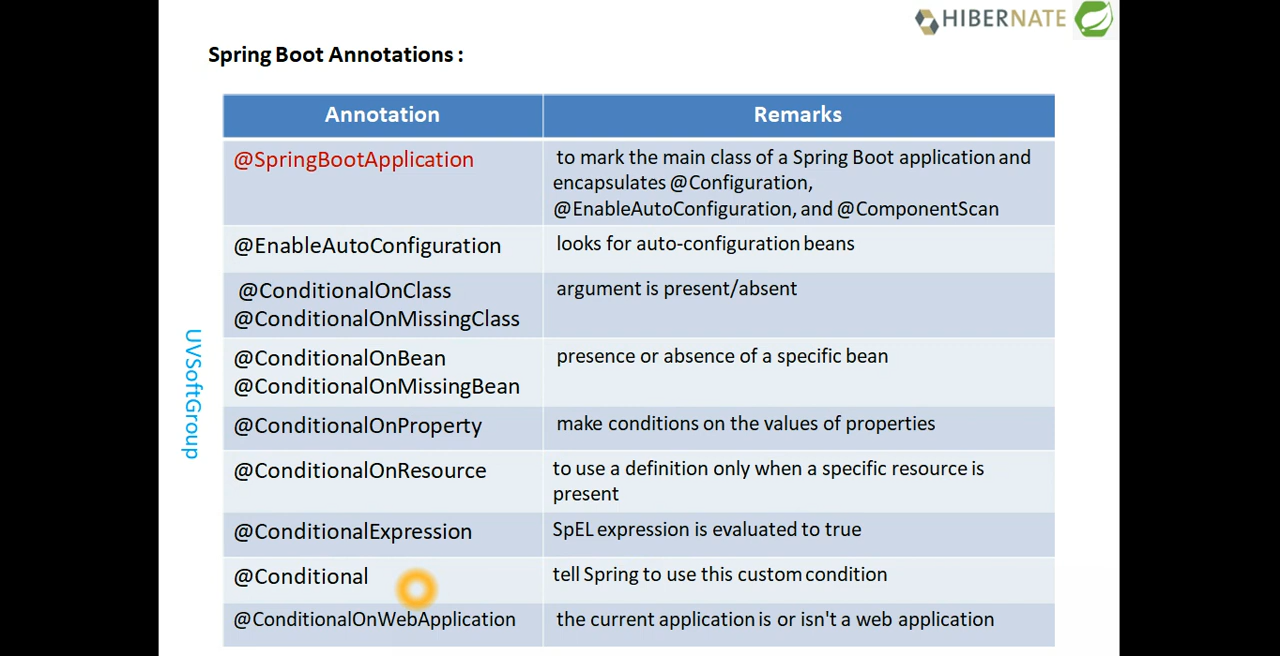 HIBERNATE
Spring Boot Annotations :
Annotation Remarks
@SpringBootApplication to mark the main class of a Spring Boot application and
encapsulates @Configuration,
@EnableAutoConfiguration, and @ComponentScan
@EnableAutoConfiguration looks for auto-configuration beans
@ConditionalOnClass argument is present/absent
@ConditionalOnMissingClass
@ConditionalOnBean presence or absence of a specific bean
@ConditionalOnMissingBean
@ConditionalOnProperty make conditions on the values of properties
@ConditionalOnResource to use a definition only when a specific resource is
present
@ConditionalExpression SpEL expression is evaluated to true
@Conditional tell Spring to use this custom condition
@ConditionalOnWebApplication the current application is or isn't a web application
UVSoftGroup